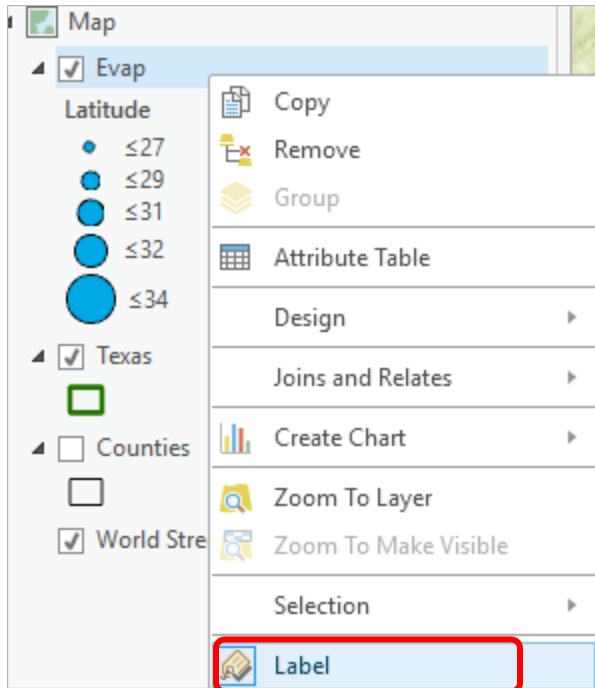 Map
Evap
Latitude
≤27
≤29
≤31
≤32
≤34
Texas
Counties
World Stre
Copy
Remove
Group
Attribute Table
Design
Joins and Relates
Create Chart
Zoom To Layer
Zoom To Make Visible
Selection
Label